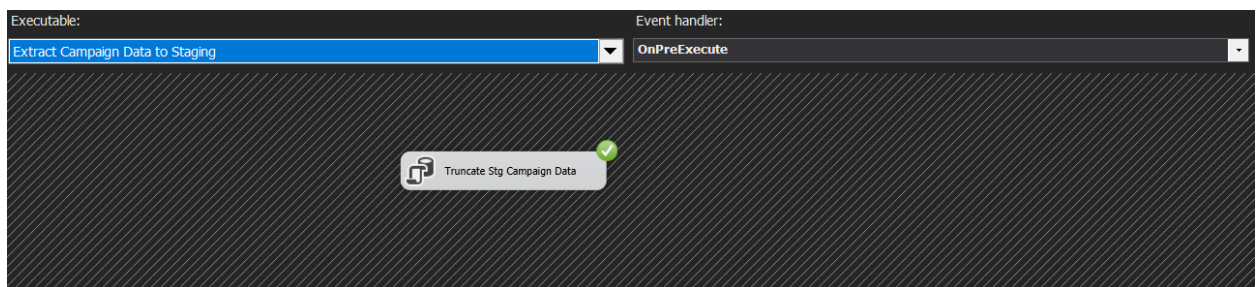 Executable:
Event handler:
Extract Campaign Data to Staging
OnPreExecute
Truncate Stg Campaign Data